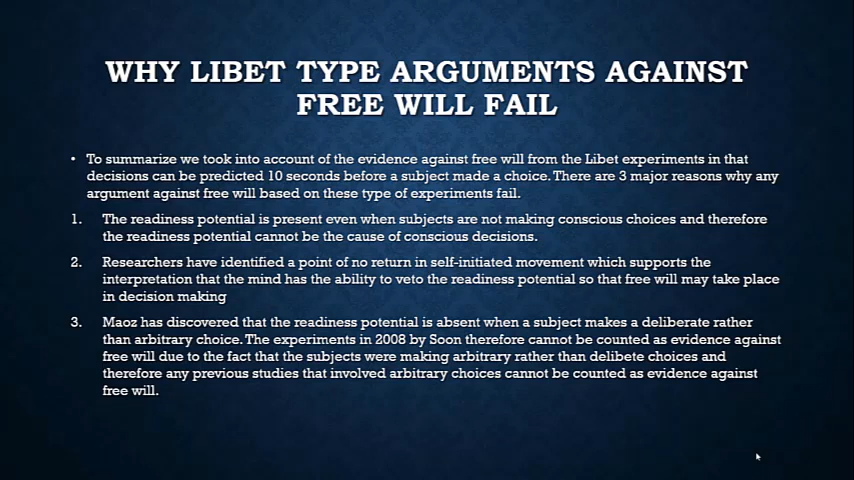 WHY LIBET TYPE ARGUMENTS AGAINST
FREE WILL FAIL
• To summarize we took into account of the evidence against free will from the Libet experiments in that
decisions can be predicted 10 seconds before a subject made a choice. There are 3 major reasons why any
argument against free will based on these type of experiments fail.
1. The readiness potential is present even when subjects are not making conscious choices and therefore
the readiness potential cannot be the cause of conscious decisions.
2. Researchers have identified a point of no return in self-initiated movement which supports the
interpretation that the mind has the ability to veto the readiness potential so that free will may take place
in decision making
3. Maoz has discovered that the readiness potential is absent when a subject makes a deliberate rather
than arbitrary choice. The experiments in 2008 by Soon therefore cannot be counted as evidence against
free will due to the fact that the subjects were making arbitrary rather than delibete choices and
therefore any previous studies that involved arbitrary choices cannot be counted as evidence against
free will.